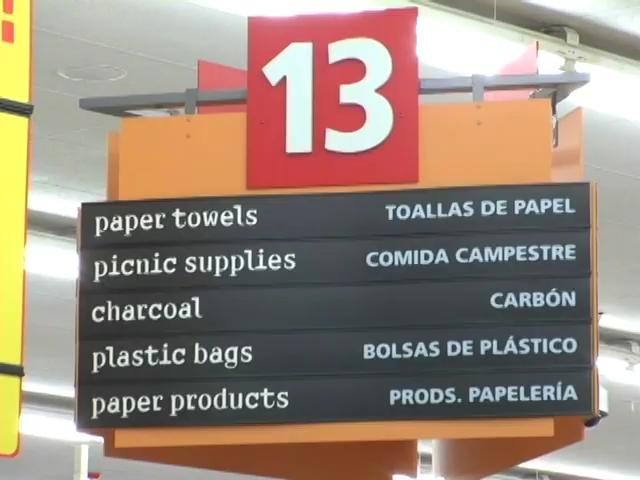 13
paper towels TOALLAS DE PAPEL
picnic supplies COMIDA CAMPESTRE
charcoal CARBÓN
plastic bags BOLSAS DE PLÁSTICO
paper products PRODS. PAPELERÍA